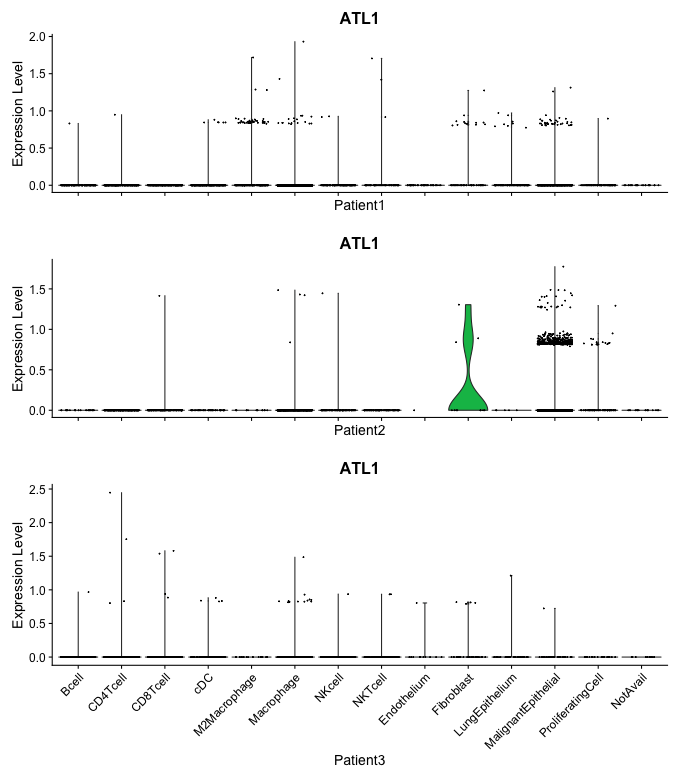 ATL1
Expression Level
2.0
1.5
1.0
0.5
0.0
Patient1
ATL1
Expression Level
1.5
1.0
0.5
0.0
Patient2
ATL1
Expression Level
2.5
2.0
1.5
1.0
0.5
0.0
Bcell
CD4Tcell
CD8Tcell
cDC
M2Macrophage
Macrophage
NKcell
NKTcell
Endothelium
Fibroblast
LungEpithelium
MalignantEpithelial
ProliferatingCell
NotAvail
Patient3